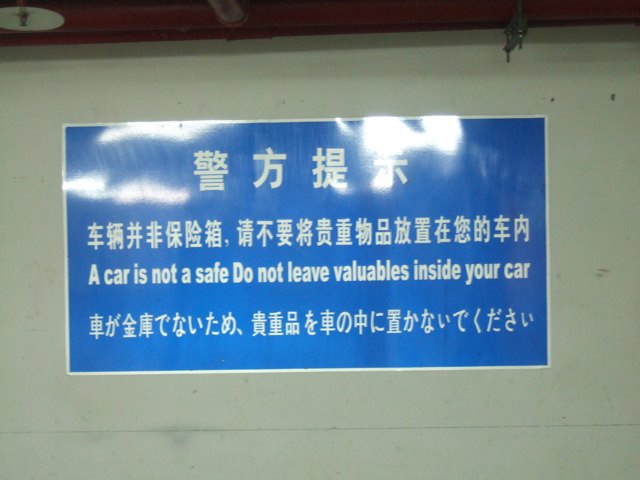 警方提示
车辆并非保险箱,请不要将贵重物品放置在您的车内
A car is not a safe Do not leave valuables inside your car
車が金庫でないため、貴重品を車の中に置かないでください